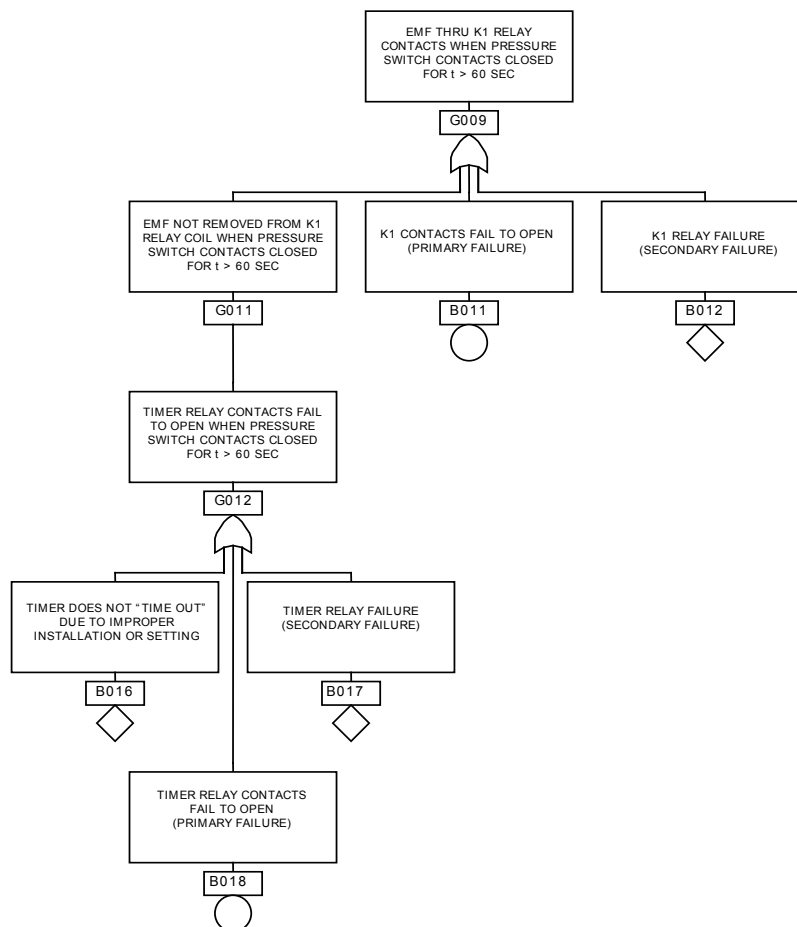 EMF THRU K1 RELAY
CONTACTS WHEN PRESSURE
SWITCH CONTACTS CLOSED
FOR t > 60 SEC
G009
EMF NOT REMOVED FROM K1
RELAY COIL WHEN PRESSURE
SWITCH CONTACTS CLOSED
FOR t > 60 SEC
G011
K1 CONTACTS FAIL TO OPEN
(PRIMARY FAILURE)
B011
K1 RELAY FAILURE
(SECONDARY FAILURE)
B012
TIMER RELAY CONTACTS FAIL
TO OPEN WHEN PRESSURE
SWITCH CONTACTS CLOSED
FOR t > 60 SEC
G012
TIMER DOES NOT “TIME OUT”
DUE TO IMPROPER
INSTALLATION OR SETTING
B016
TIMER RELAY FAILURE
(SECONDARY FAILURE)
B017
TIMER RELAY CONTACTS
FAIL TO OPEN
(PRIMARY FAILURE)
B018